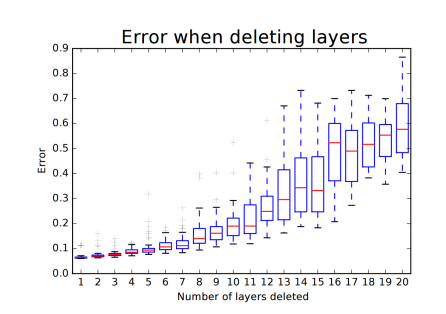 Error when deleting layers
0.9
0.8
0.7
0.6
0.5
0.4
0.3
0.2
0.1
0.0
Error
1 2 3 4 5 6 7 8 9 10 11 12 13 14 15 16 17 18 19 20
Number of layers deleted